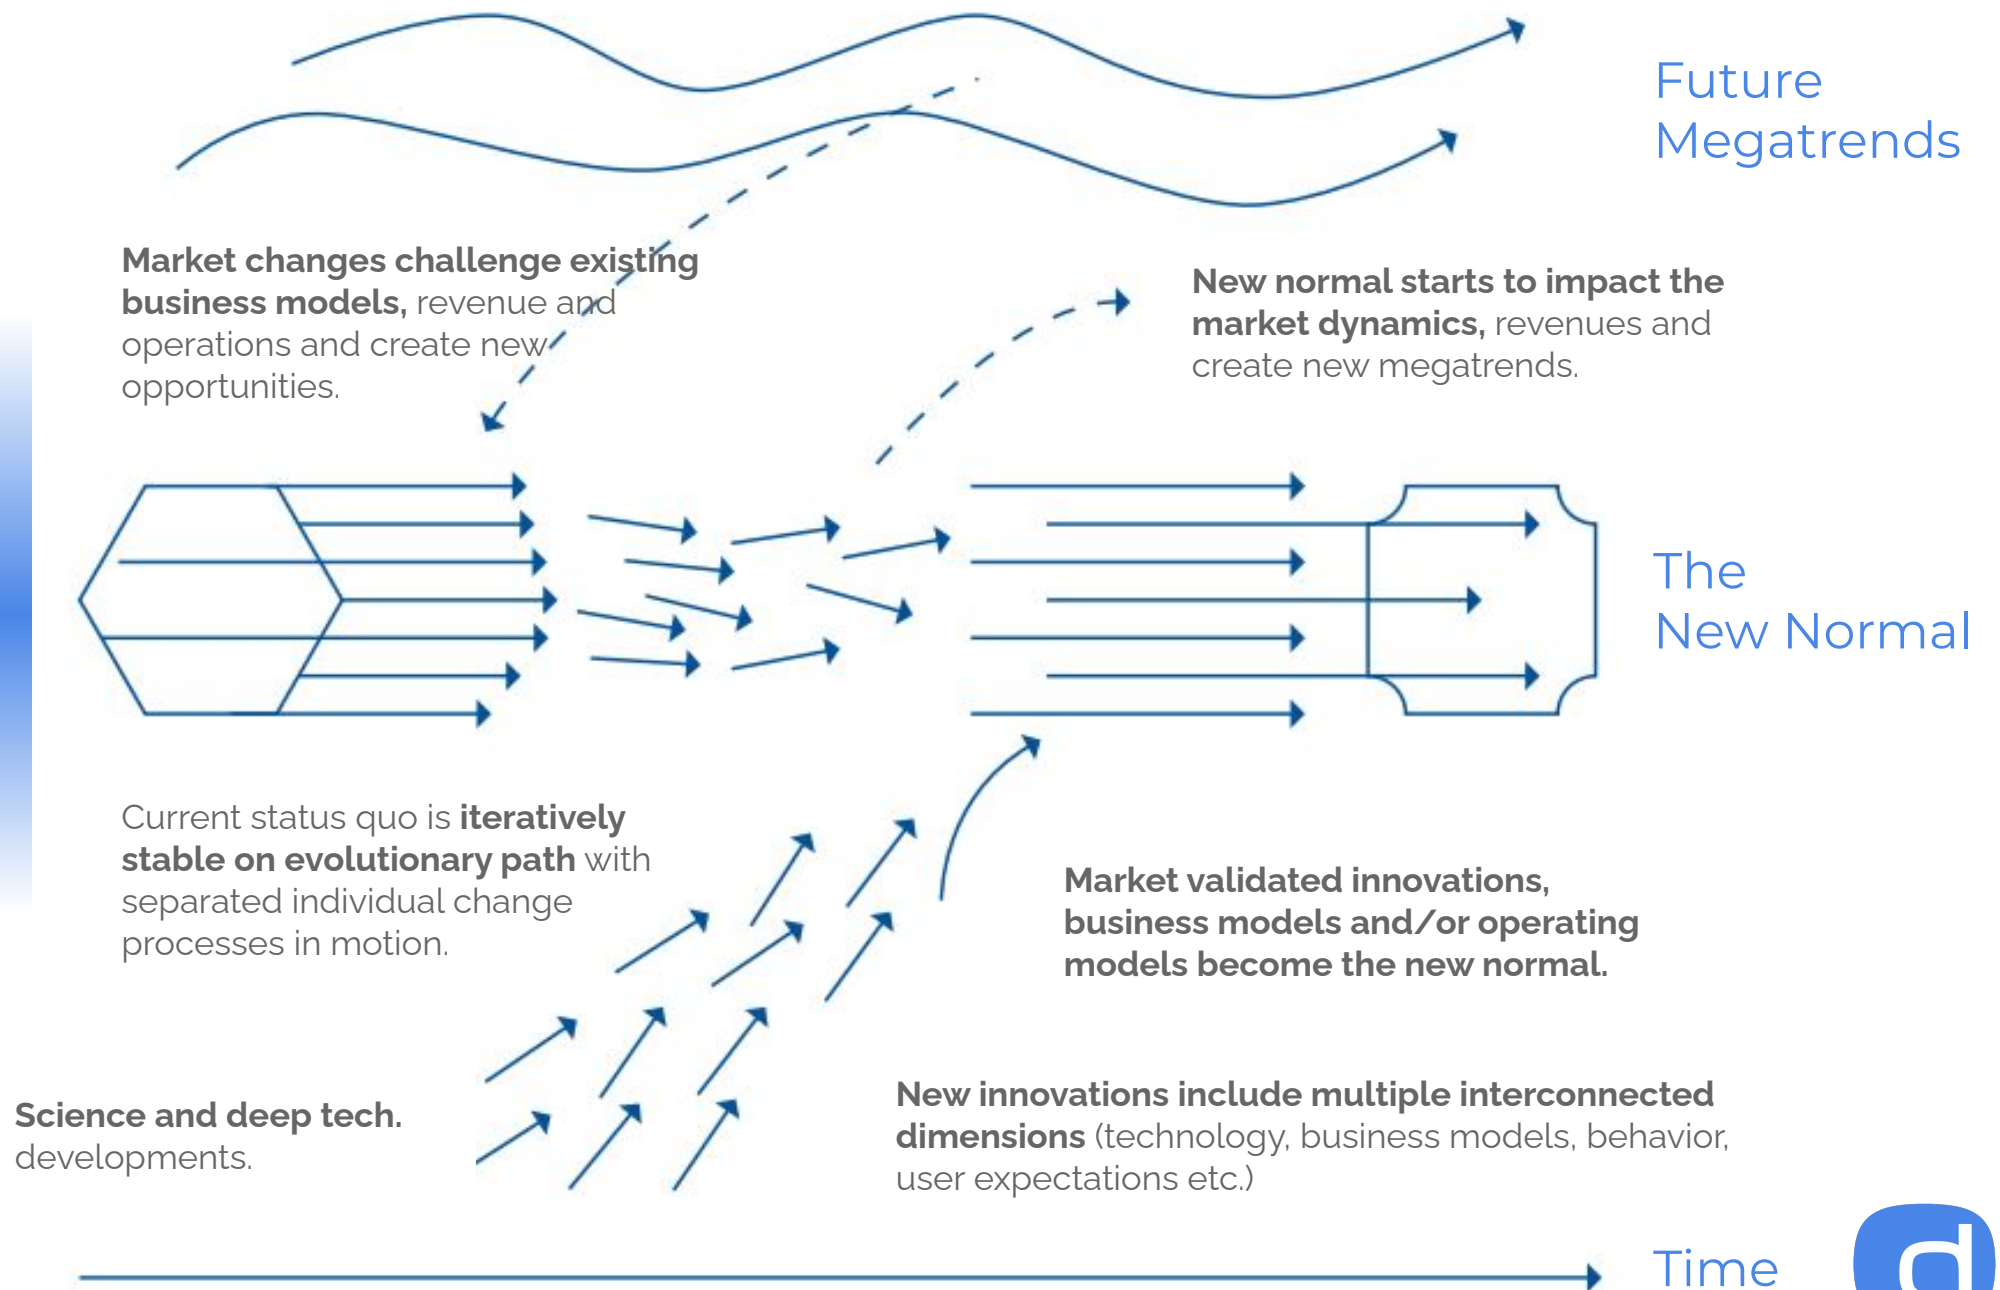 Future
Megatrends
Market changes challenge existing
business models, revenue and
operations and create new
opportunities.
New normal starts to impact the
market dynamics, revenues and
create new megatrends.
The
New Normal
Current status quo is iteratively
stable on evolutionary path with
separated individual change
processes in motion.
Market validated innovations,
business models and/or operating
models become the new normal.
Science and deep tech.
developments.
New innovations include multiple interconnected
dimensions (technology, business models, behavior,
user expectations etc.)
Time
d